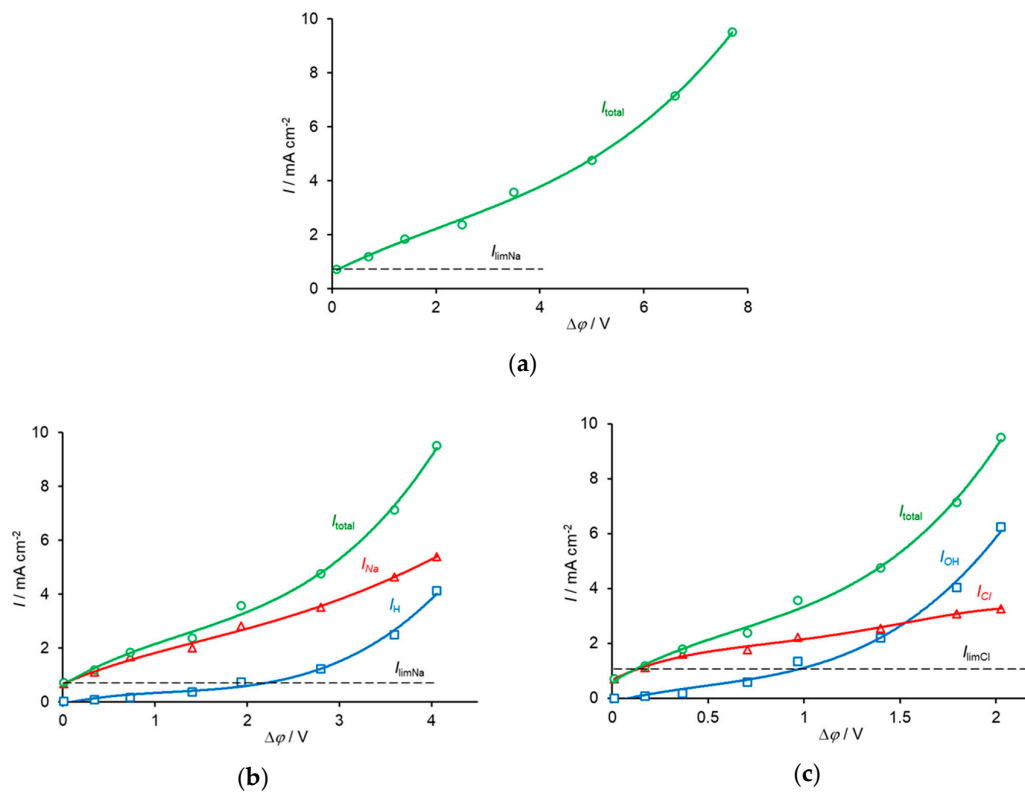 10
8
6
4
2
0
I / mA cm-2
Itotal
IlimNa
0 2 4 6 8
Δφ / V
(a)
10
8
6
4
2
0
I / mA cm-2
Itotal
INa
IH
IlimNa
0 1 2 3 4
Δφ / V
(b)
10
8
6
4
2
0
I / mA cm-2
Itotal
IOH
ICl
IlimCl
0 0.5 1 1.5 2
Δφ / V
(c)